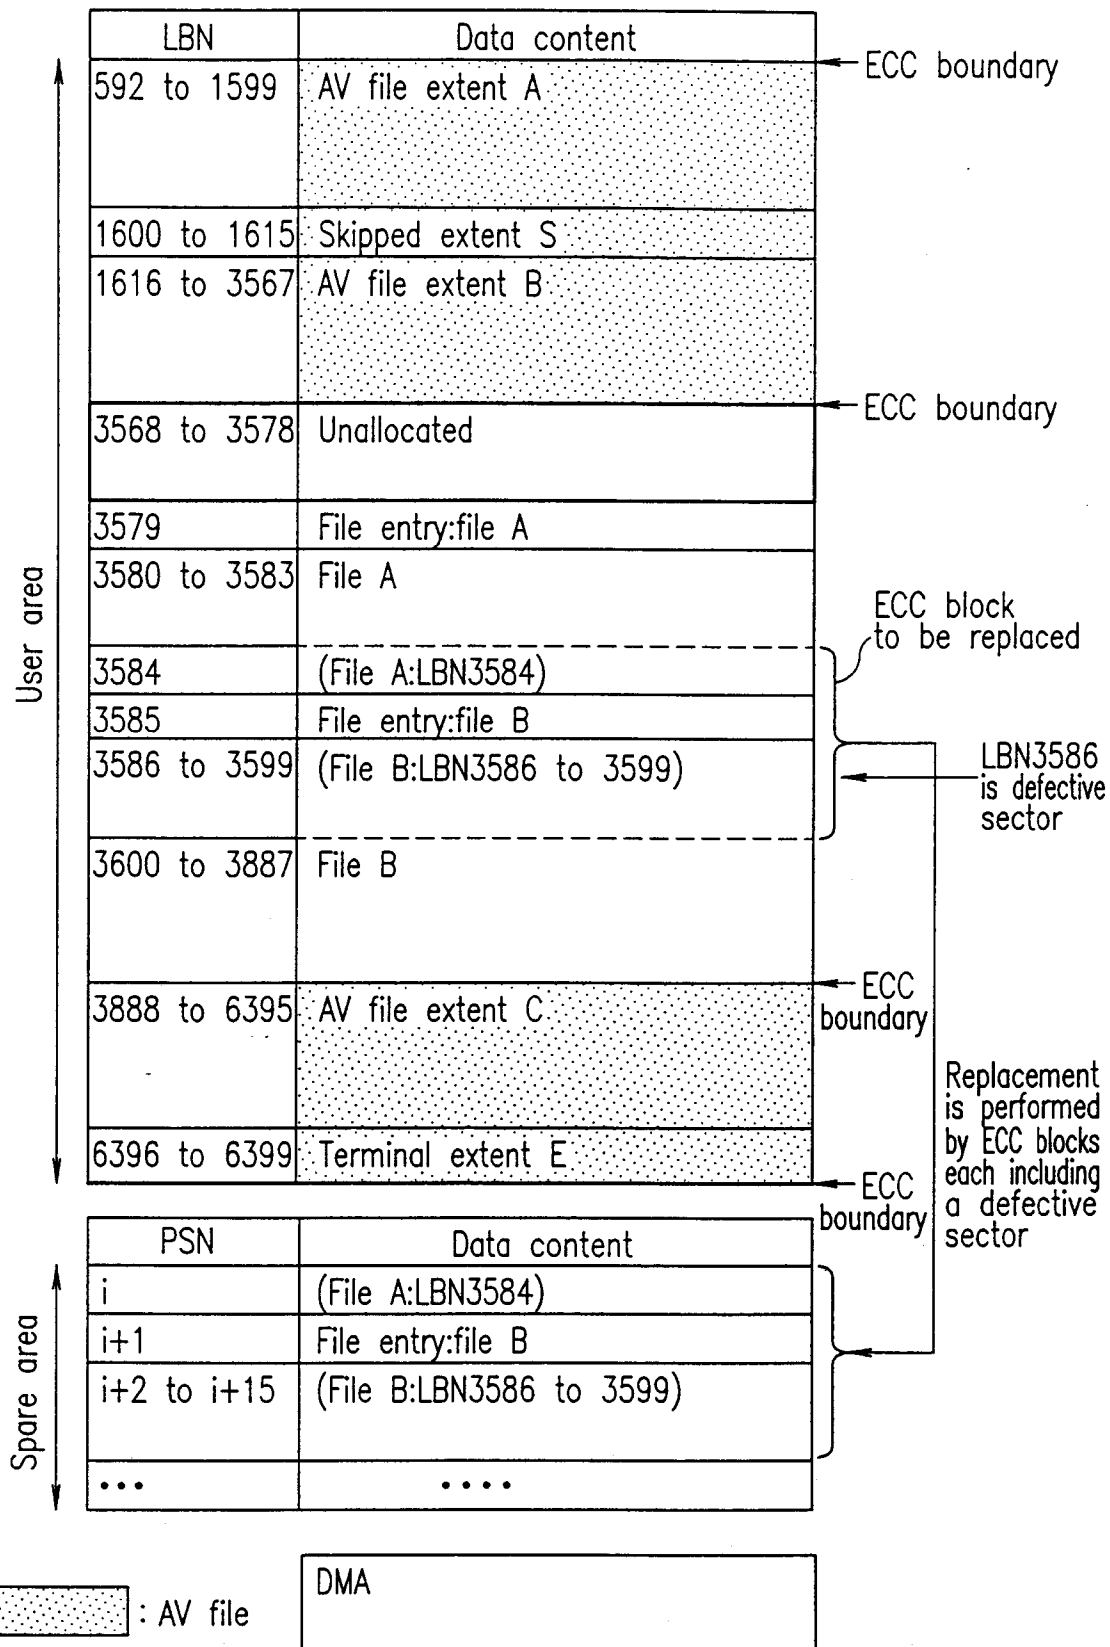 LBN Data content
ECC boundary
592 to 1599 AV file extent A
1600 to 1615 Skipped extent S
1616 to 3567 AV file extent B
ECC boundary
3568 to 3578 Unallocated
3579 File entry:file A
3580 to 3583 File A
ECC block
to be replaced
3584 (File A:LBN3584)
3585 File entry:file B
3586 to 3599 (File B:LBN3586 to 3599)
LBN3586
is defective
sector
3600 to 3887 File B
ECC
boundary
3888 to 6395 AV file extent C
6396 to 6399 Terminal extent E
ECC
boundary
User area
Replacement
is performed
by ECC blocks
each including
a defective
sector
PSN Data content
i (File A:LBN3584)
i+1 File entry:file B
i+2 to i+15 (File B:LBN3586 to 3599)
••• ••••
Spare area
DMA
: AV file